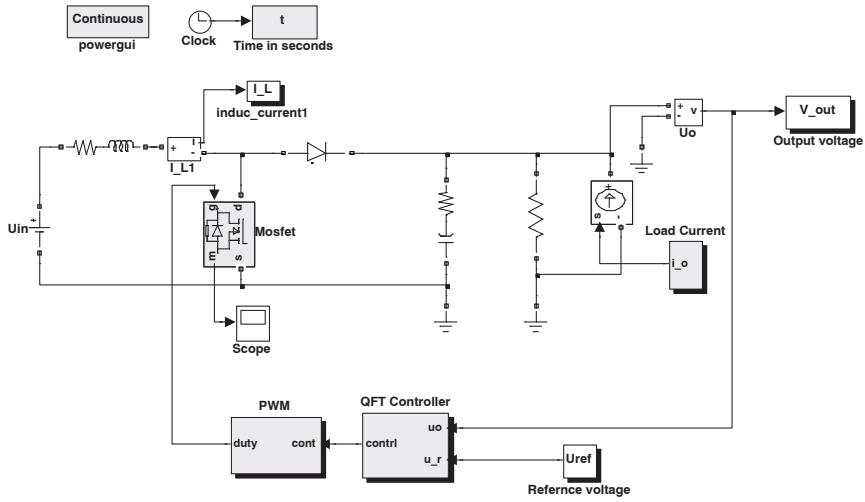 Continuous
powergui
Clock
t
Time in seconds
I_L
induc_current1
+
-
i
I_L1
+
-
v
Uo
V_out
Output voltage
Uin
+
g
d
m
s
Mosfet
+
s
-
Load Current
i_o
Scope
PWM
duty
cont
QFT Controller
contrl
uo
u_r
Uref
Refernce voltage